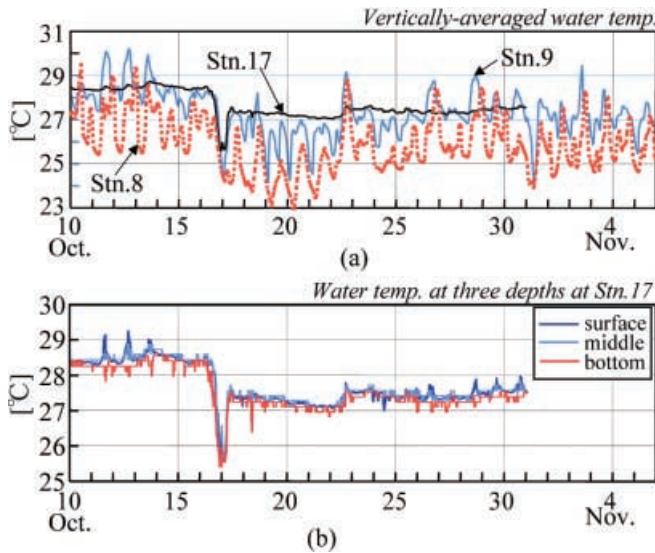 Vertically-averaged water temp.
31
29
27
25
23
[℃]
Stn.17
Stn.9
Stn.8
10 15 20 25 30 4
Oct. Nov.
(a)
Water temp. at three depths at Stn.17
30
29
28
27
26
25
[℃]
surface
middle
bottom
10 15 20 25 30 4
Oct. Nov.
(b)